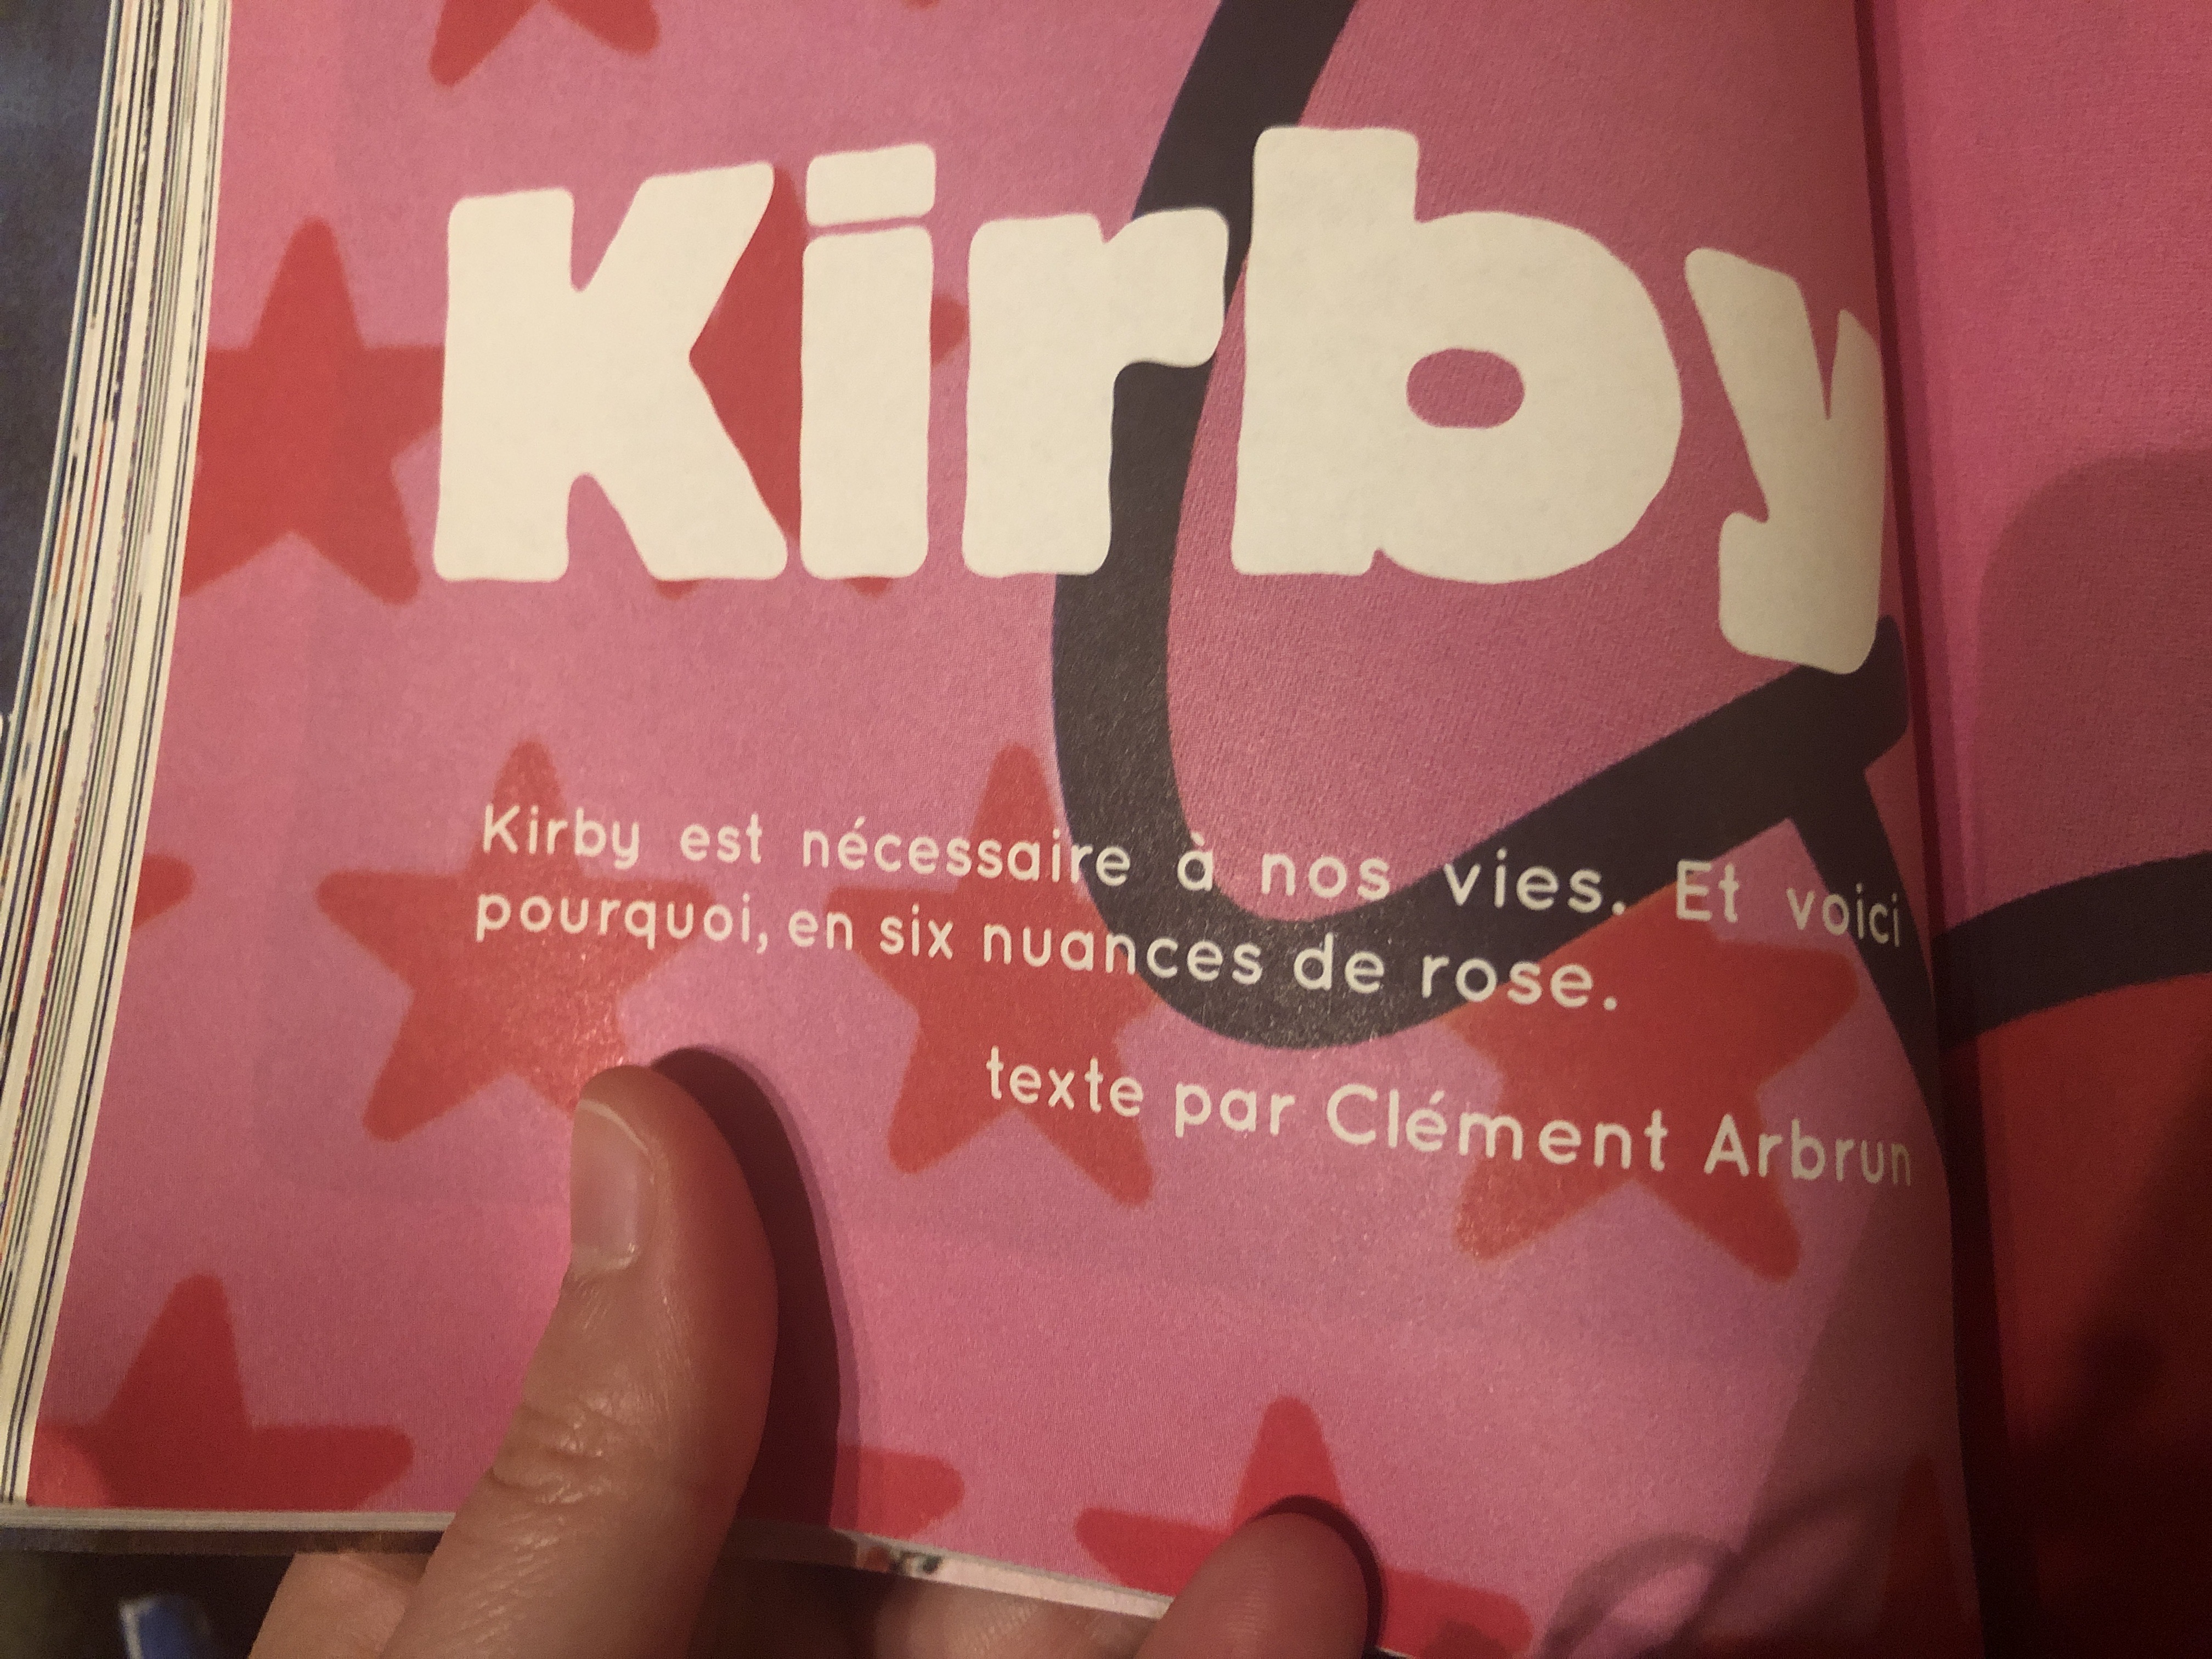 Kirby
Kirby est nécessaire à nos vies. Et voici
pourquoi, en six nuances de rose.
texte par Clément Arbrun